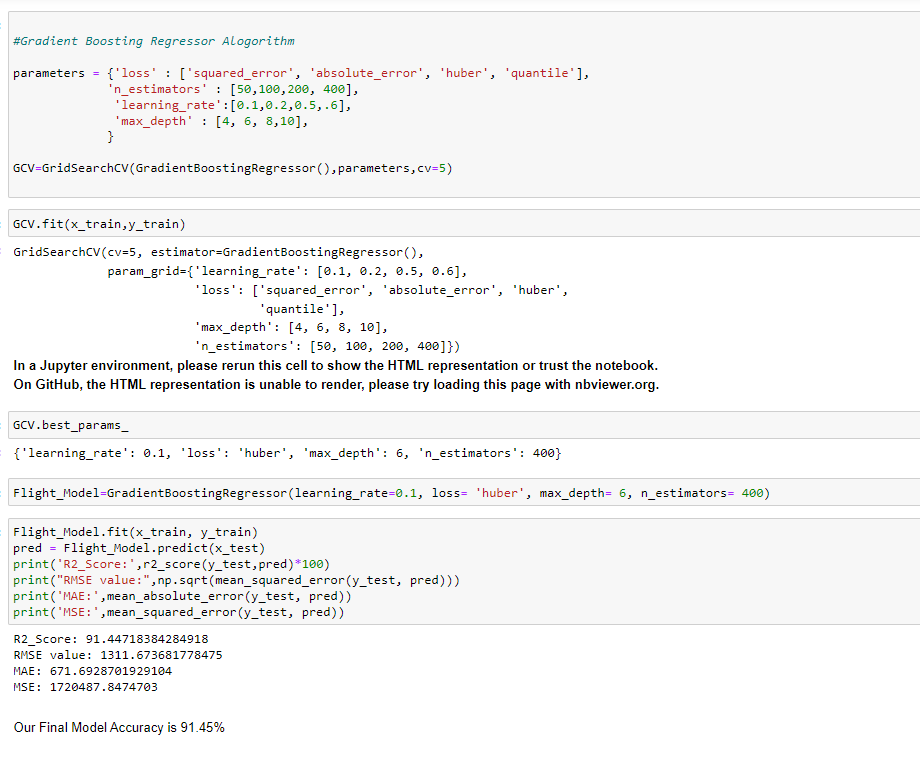 #Gradient Boosting Regressor Alogorithm
parameters = {'loss' : ['squared_error', 'absolute_error', 'huber', 'quantile'],
'n_estimators' : [50,100,200, 400],
'learning_rate':[0.1,0.2,0.5,.6],
'max_depth' : [4, 6, 8,10],
}
GCV=GridSearchCV(GradientBoostingRegressor(),parameters,cv=5)
GCV.fit(x_train,y_train)
GridSearchCV(cv=5, estimator=GradientBoostingRegressor(),
param_grid={'learning_rate': [0.1, 0.2, 0.5, 0.6],
'loss': ['squared_error', 'absolute_error', 'huber',
'quantile'],
'max_depth': [4, 6, 8, 10],
'n_estimators': [50, 100, 200, 400]})
In a Jupyter environment, please rerun this cell to show the HTML representation or trust the notebook.
On GitHub, the HTML representation is unable to render, please try loading this page with nbviewer.org.
GCV.best_params_
{'learning_rate': 0.1, 'loss': 'huber', 'max_depth': 6, 'n_estimators': 400}
Flight_Model=GradientBoostingRegressor(learning_rate=0.1, loss= 'huber', max_depth= 6, n_estimators= 400)
Flight_Model.fit(x_train, y_train)
pred = Flight_Model.predict(x_test)
print('R2_Score:',r2_score(y_test,pred)*100)
print("RMSE value:",np.sqrt(mean_squared_error(y_test, pred)))
print('MAE:',mean_absolute_error(y_test, pred))
print('MSE:',mean_squared_error(y_test, pred))
R2_Score: 91.44718384284918
RMSE value: 1311.673681778475
MAE: 671.6928701929104
MSE: 1720487.8474703
Our Final Model Accuracy is 91.45%